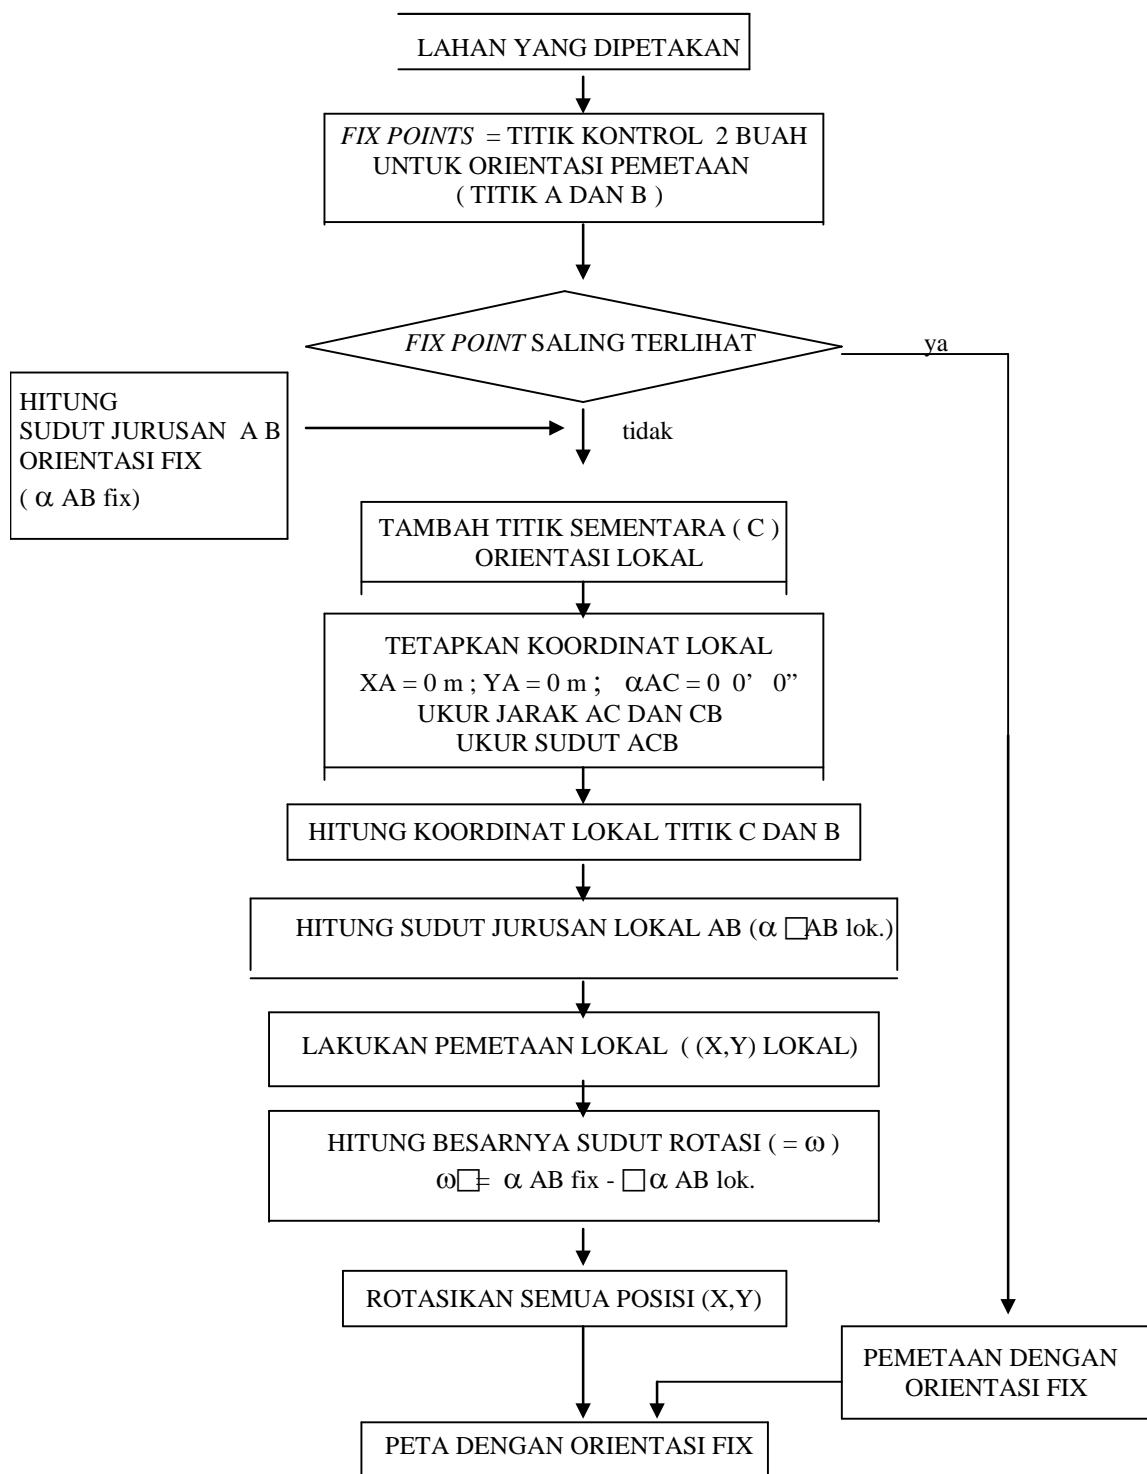 LAHAN YANG DIPETAKAN
FIX POINTS = TITIK KONTROL 2 BUAH
UNTUK ORIENTASI PEMETAAN
( TITIK A DAN B )
FIX POINT SALING TERLIHAT
ya
HITUNG
SUDUT JURUSAN A B
ORIENTASI FIX
( α AB fix)
tidak
TAMBAH TITIK SEMENTARA ( C )
ORIENTASI LOKAL
TETAPKAN KOORDINAT LOKAL
XA = 0 m ; YA = 0 m ; αAC = 0 0’ 0”
UKUR JARAK AC DAN CB
UKUR SUDUT ACB
HITUNG KOORDINAT LOKAL TITIK C DAN B
HITUNG SUDUT JURUSAN LOKAL AB (α □AB lok.)
LAKUKAN PEMETAAN LOKAL ( (X,Y) LOKAL)
HITUNG BESARNYA SUDUT ROTASI ( = ω )
ω□= α AB fix - □ α AB lok.
ROTASIKAN SEMUA POSISI (X,Y)
PEMETAAN DENGAN
ORIENTASI FIX
PETA DENGAN ORIENTASI FIX